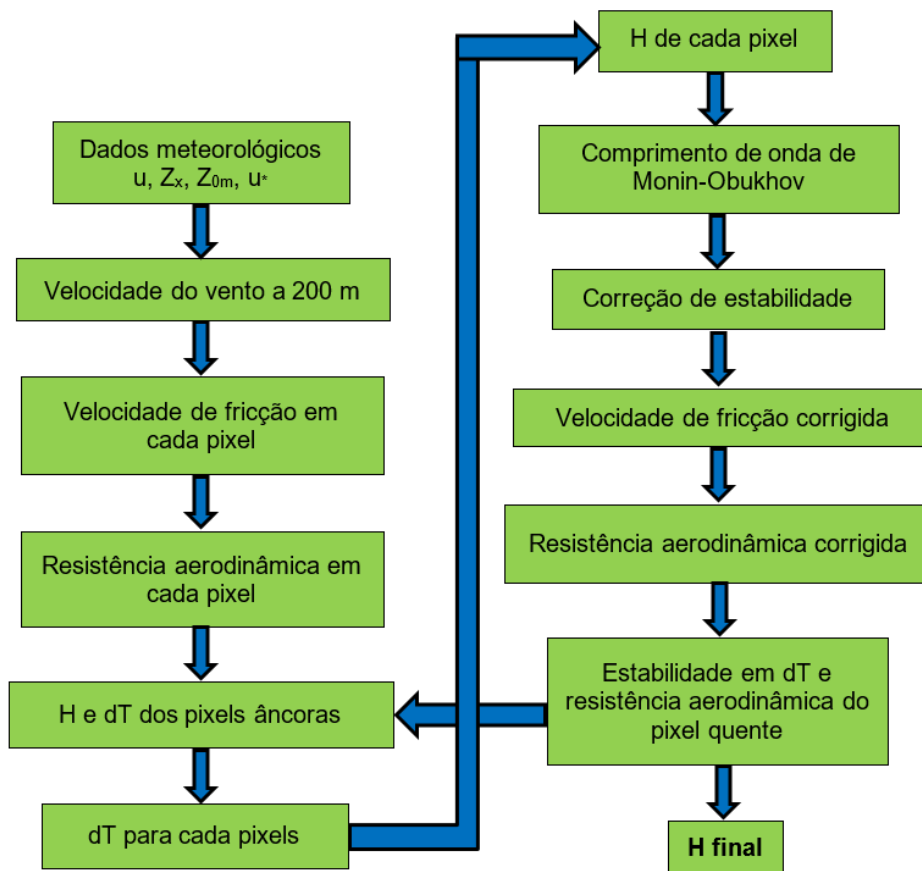 Dados meteorológicos
u, Zx, Z0m, u*
Velocidade do vento a 200 m
Velocidade de fricção em
cada pixel
Resistência aerodinâmica em
cada pixel
H e dT dos pixels âncoras
dT para cada pixels
H de cada pixel
Comprimento de onda de
Monin-Obukhov
Correção de estabilidade
Velocidade de fricção corrigida
Resistência aerodinâmica corrigida
Estabilidade em dT e
resistência aerodinâmica do
pixel quente
H final